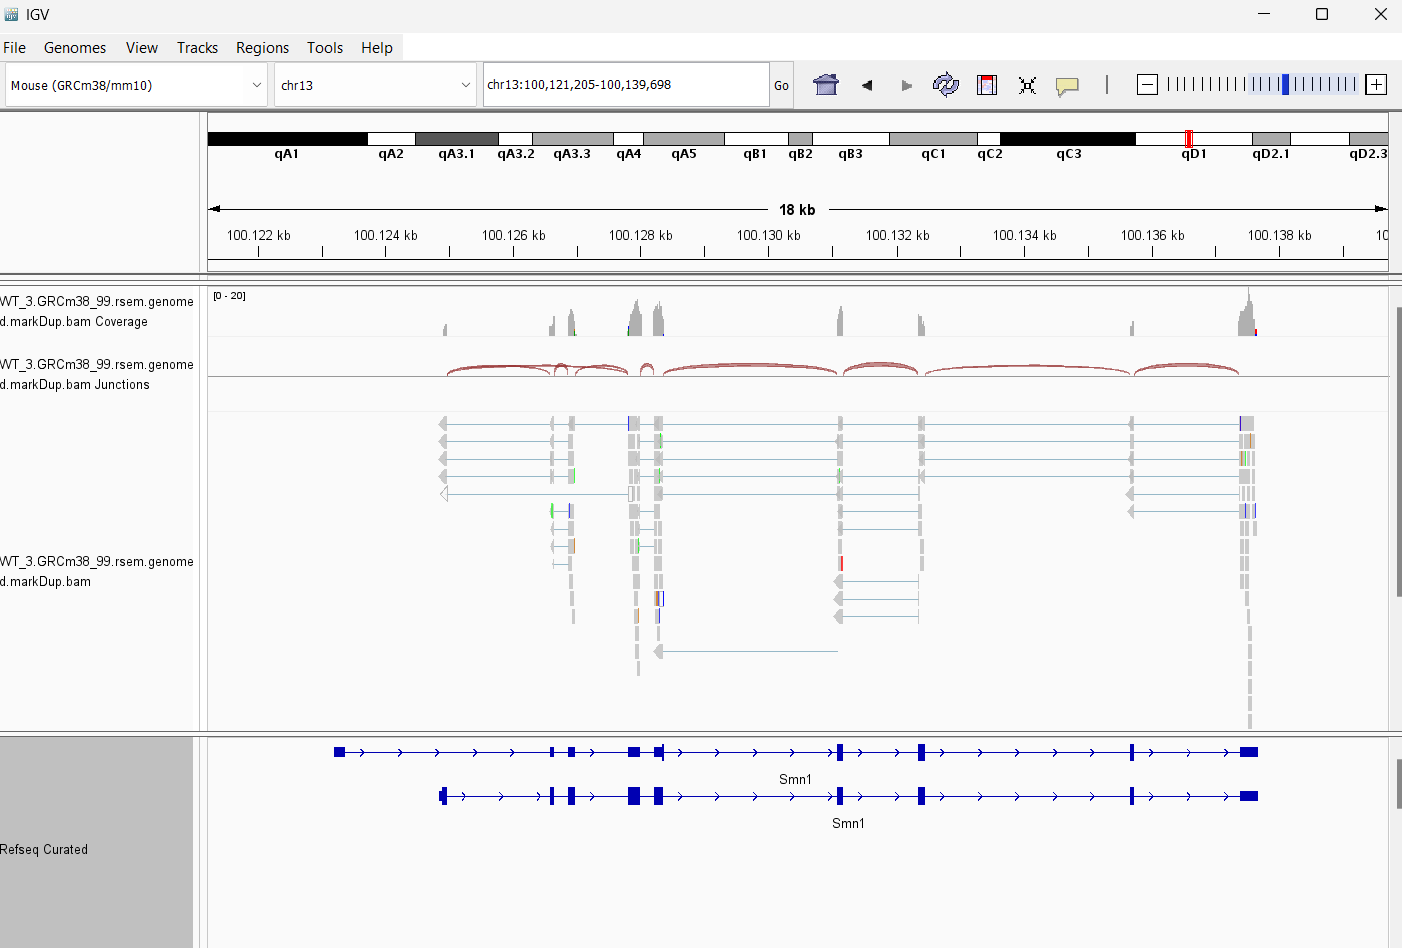 IGV
File Genomes View Tracks Regions Tools Help
Mouse (GRCm38/mm10) chr13 chr13:100,121,205-100,139,698 Go
qA1 qA2 qA3.1 qA3.2 qA3.3 qA4 qA5 qB1 qB2 qB3 qC1 qC2 qC3 qD1 qD2.1 qD2.3
18 kb
100.122 kb 100.124 kb 100.126 kb 100.128 kb 100.130 kb 100.132 kb 100.134 kb 100.136 kb 100.138 kb 10
[0 - 20]
WT_3.GRCm38_99.rsem.genome
d.markDup.bam Coverage
WT_3.GRCm38_99.rsem.genome
d.markDup.bam Junctions
WT_3.GRCm38_99.rsem.genome
d.markDup.bam
Smn1
Smn1
Refseq Curated